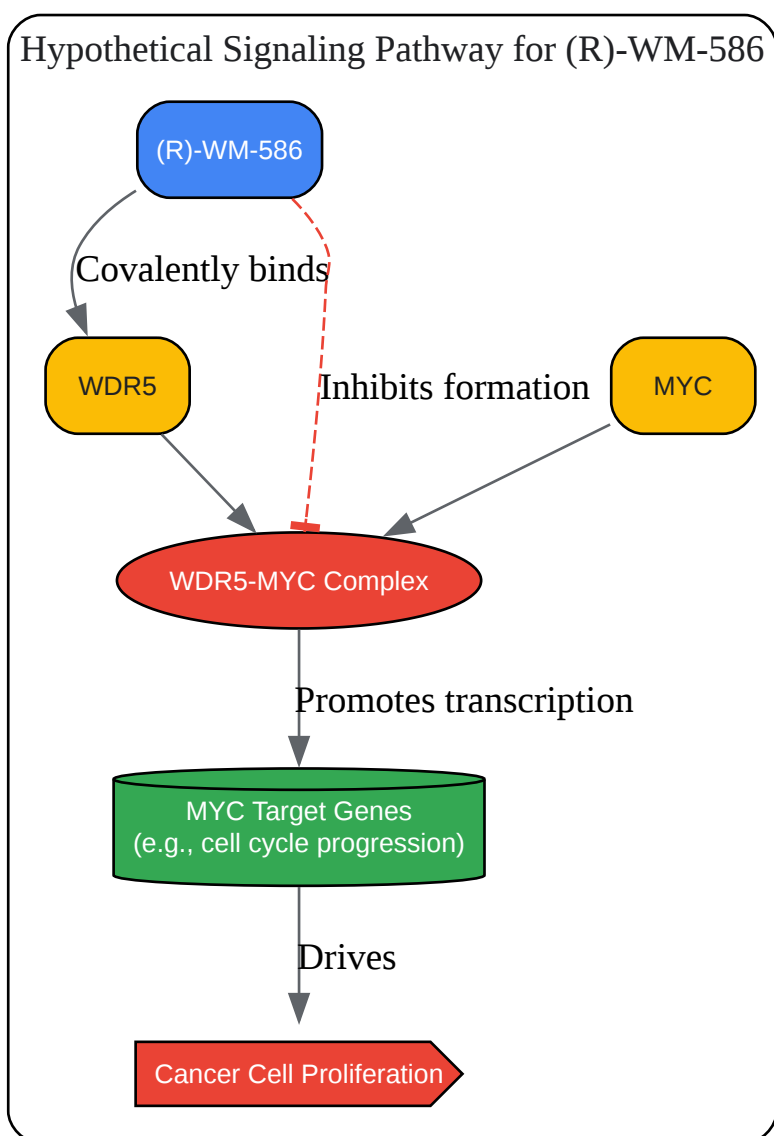 Hypothetical Signaling Pathway for (R)-WM-586
(R)-WM-586
Covalently binds
WDR5
Inhibits formation
MYC
WDR5-MYC Complex
Promotes transcription
MYC Target Genes
(e.g., cell cycle progression)
Drives
Cancer Cell Proliferation